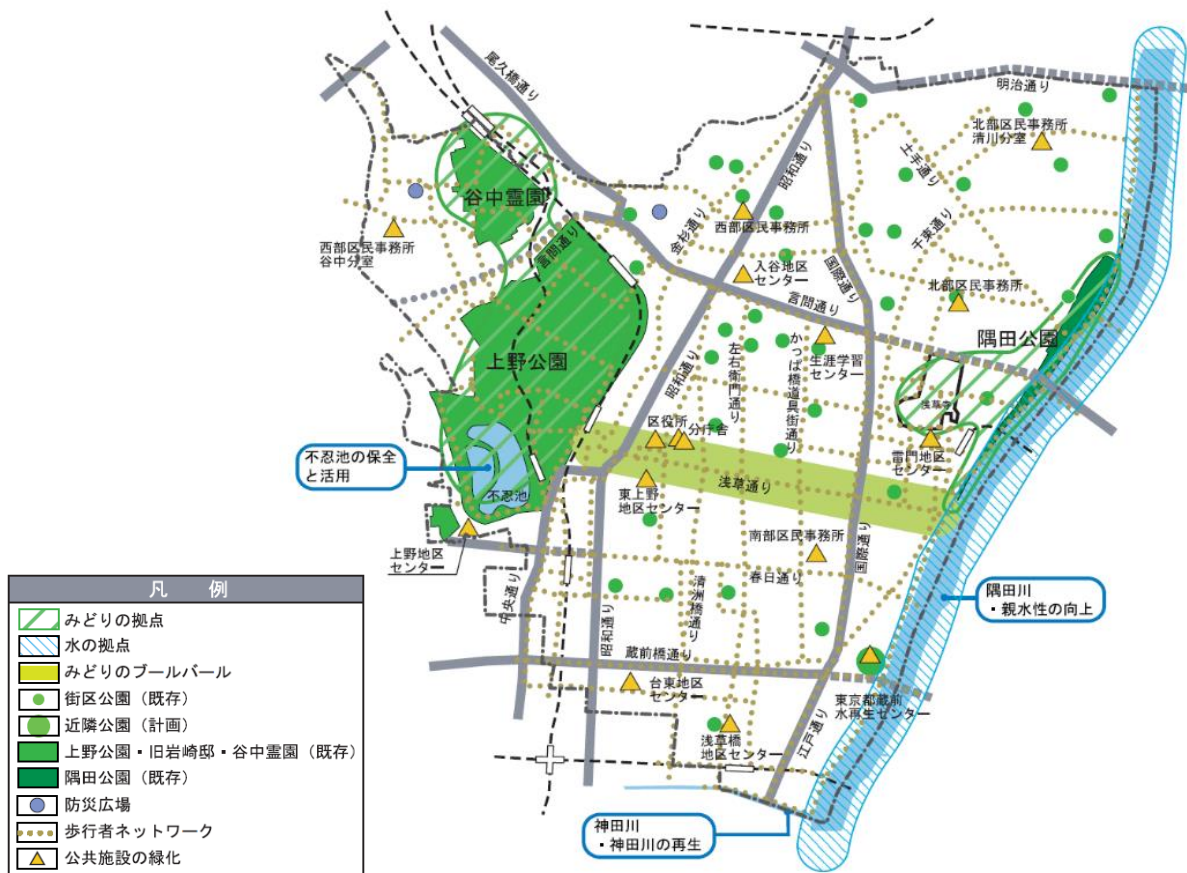 尾久橋通り
明治通り
北部区民事務所
清川分室
土手通り
昭和通り
谷中霊園
金杉通り
西部区民事務所
千束通り
西部区民事務所
谷中分室
言問通り
入谷地区
センター
国際通り
北部区民事務所
言問通り
隅田公園
上野公園
昭和通り
左右衛門通り
かっぱ橋道具街通り
生涯学習
センター
浅草寺
区役所
分庁舎
雷門地区
センター
不忍池の保全
と活用
不忍池
浅草通り
東上野
地区センター
上野地区
センター
南部区民事務所
国際通り
春日通り
中央通り
昭和通り
清洲橋通り
隅田川
・親水性の向上
蔵前橋通り
台東地区
センター
東京都蔵前
水再生センター
浅草橋
地区センター
江戸通り
神田川
・神田川の再生
凡 例
みどりの拠点
水の拠点
みどりのブールバール
街区公園（既存）
近隣公園（計画）
上野公園・旧岩崎邸・谷中霊園（既存）
隅田公園（既存）
防災広場
歩行者ネットワーク
公共施設の緑化